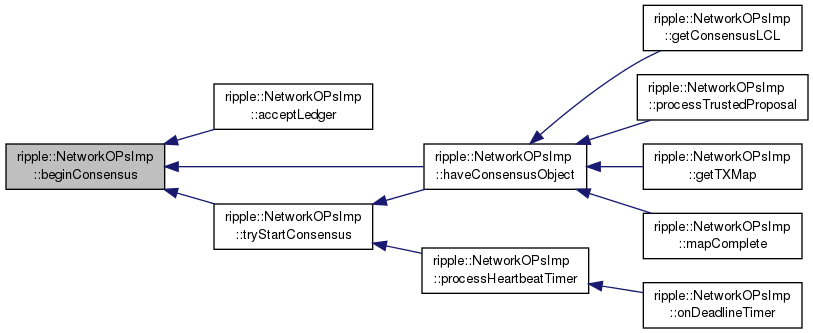 ripple::NetworkOPsImp
::beginConsensus
ripple::NetworkOPsImp
::acceptLedger
ripple::NetworkOPsImp
::tryStartConsensus
ripple::NetworkOPsImp
::haveConsensusObject
ripple::NetworkOPsImp
::processHeartbeatTimer
ripple::NetworkOPsImp
::getConsensusLCL
ripple::NetworkOPsImp
::processTrustedProposal
ripple::NetworkOPsImp
::getTXMap
ripple::NetworkOPsImp
::mapComplete
ripple::NetworkOPsImp
::onDeadlineTimer